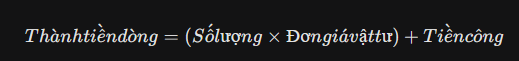 Thànhtiềndòng = (Sốlượng × Đơngiávậttư) + Tiềncông